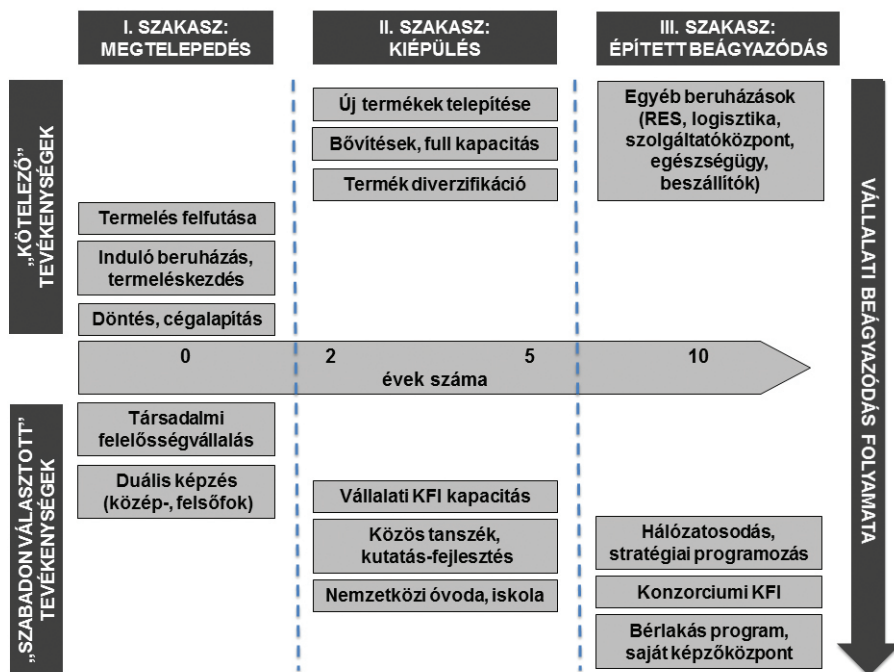 I. SZAKASZ:
MEGTELEPEDÉS
II. SZAKASZ:
KIÉPÜLÉS
III. SZAKASZ:
ÉPÍTETT BEÁGYAZÓDÁS
„KÖTELEZŐ”
TEVÉKENYSÉGEK
Termelés felfutása
Induló beruházás,
termeléskezdés
Döntés, cégalapítás
Új termékek telepítése
Bővítések, full kapacitás
Termék diverzifikáció
Egyéb beruházások
(RES, logisztika,
szolgáltatóközpont,
egészségügy,
beszállítók)
0 2 5 10
évek száma
„SZABADON VÁLASZTOTT”
TEVÉKENYSÉGEK
Társadalmi
felelősségvállalás
Duális képzés
(közép-, felsőfok)
Vállalati KFI kapacitás
Közös tanszék,
kutatás-fejlesztés
Nemzetközi óvoda, iskola
Hálózatosodás,
stratégiai programozás
Konzorciumi KFI
Bérlakás program,
saját képzőközpont
VÁLLALATI BEÁGYAZÓDÁS FOLYAMATA